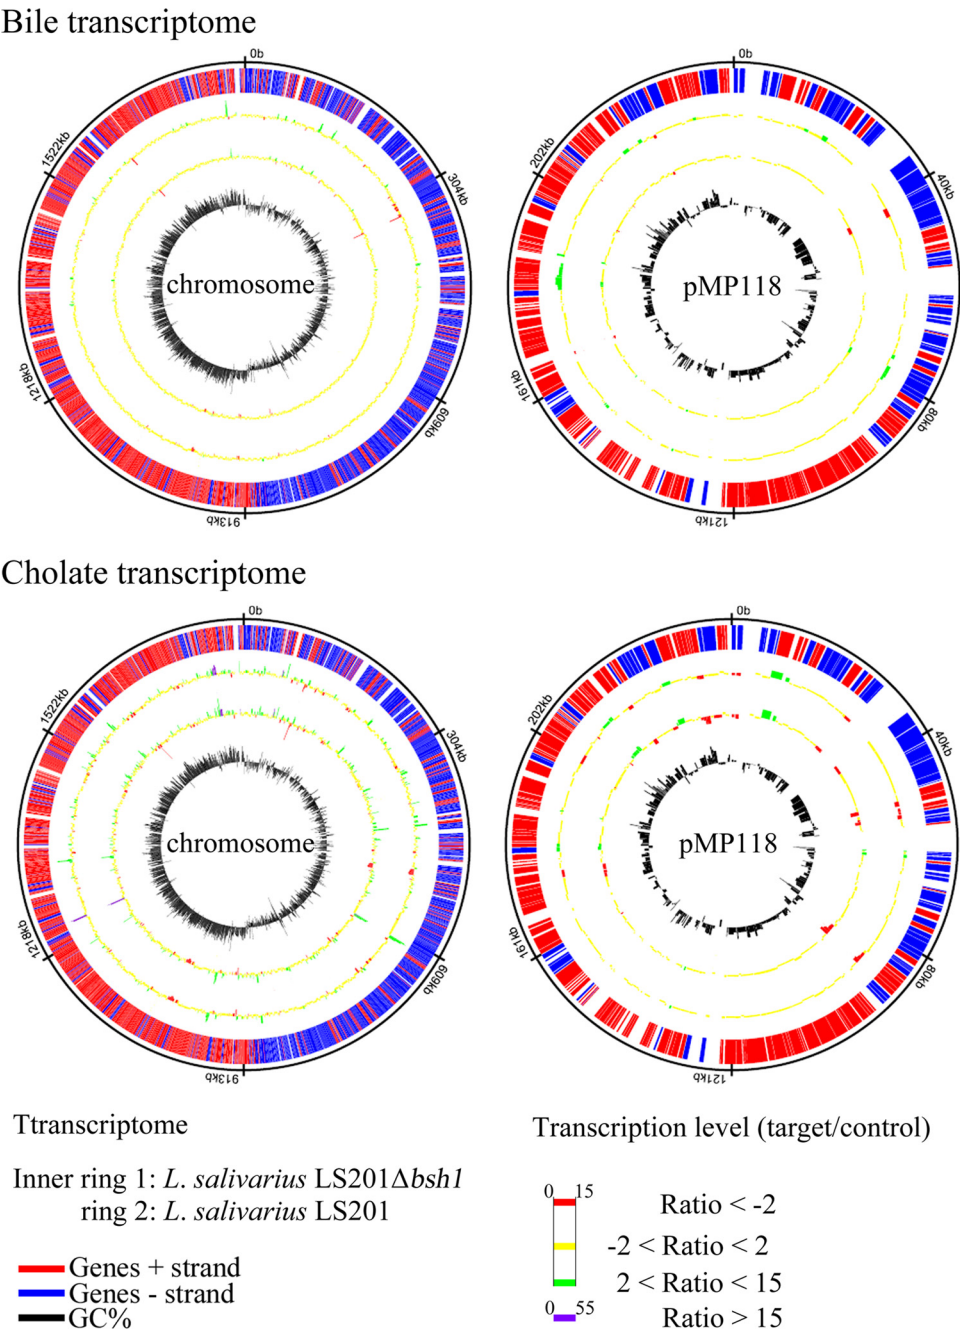 Bile transcriptome
0b
304kb
609kb
913kb
1218kb
1522kb
chromosome
0b
40kb
80kb
121kb
161kb
202kb
pMP118
Cholate transcriptome
0b
304kb
609kb
913kb
1218kb
1522kb
chromosome
0b
40kb
80kb
121kb
161kb
202kb
pMP118
Ttranscriptome
Inner ring 1: L. salivarius LS201Δbsh1
ring 2: L. salivarius LS201
Genes + strand
Genes - strand
GC%
Transcription level (target/control)
0 15
Ratio < -2
-2 < Ratio < 2
2 < Ratio < 15
0 55
Ratio > 15